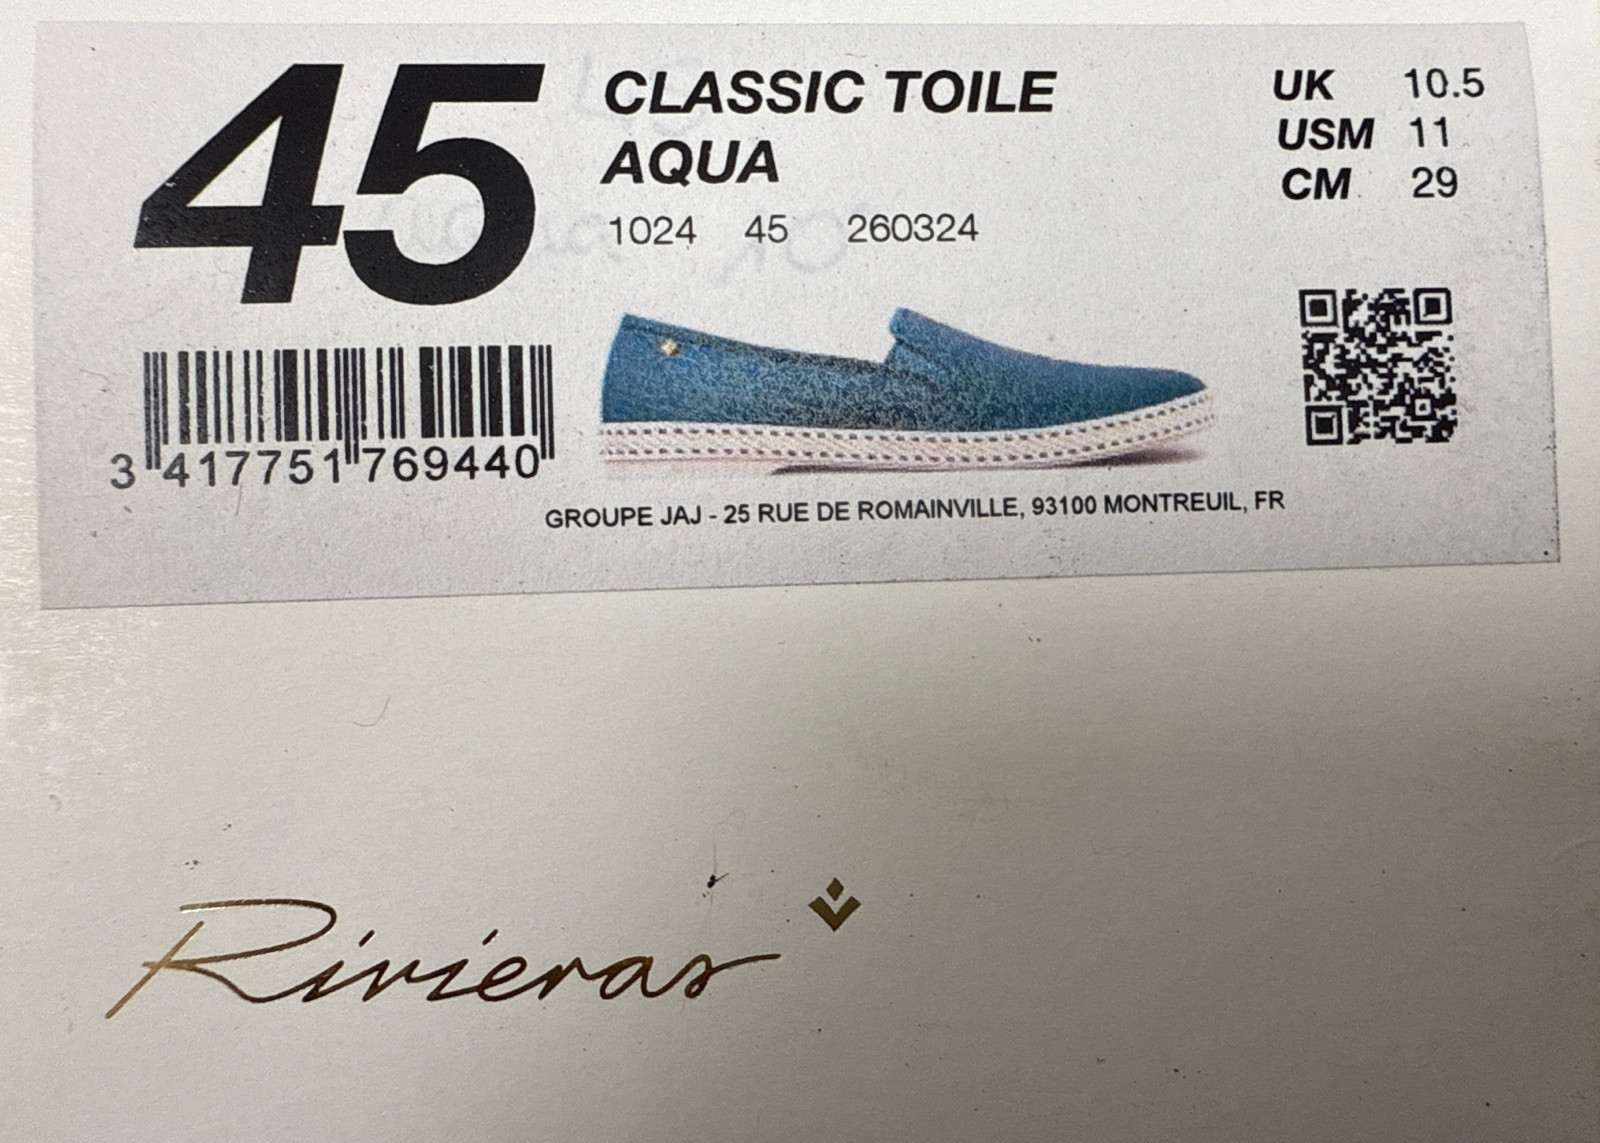 45
CLASSIC TOILE
AQUA
1024 45 260324
UK 10.5
USM 11
CM 29
3 417751 769440
GROUPE JAJ - 25 RUE DE ROMAINVILLE, 93100 MONTREUIL, FR
Rivieras